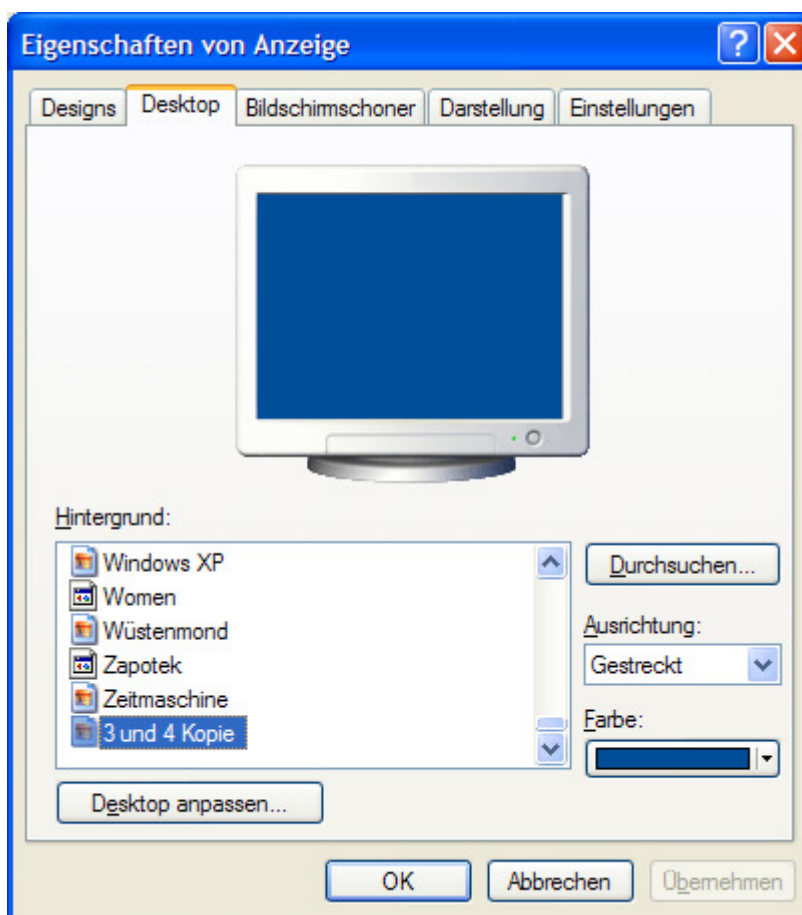 Eigenschaften von Anzeige
Designs Desktop Bildschirmschoner Darstellung Einstellungen
Hintergrund:
Windows XP
Women
Wüstenmond
Zapotek
Zeitmaschine
3 und 4 Kopie
Durchsuchen...
Ausrichtung:
Gestreckt
Farbe:
Desktop anpassen...
OK Abbrechen Übernehmen